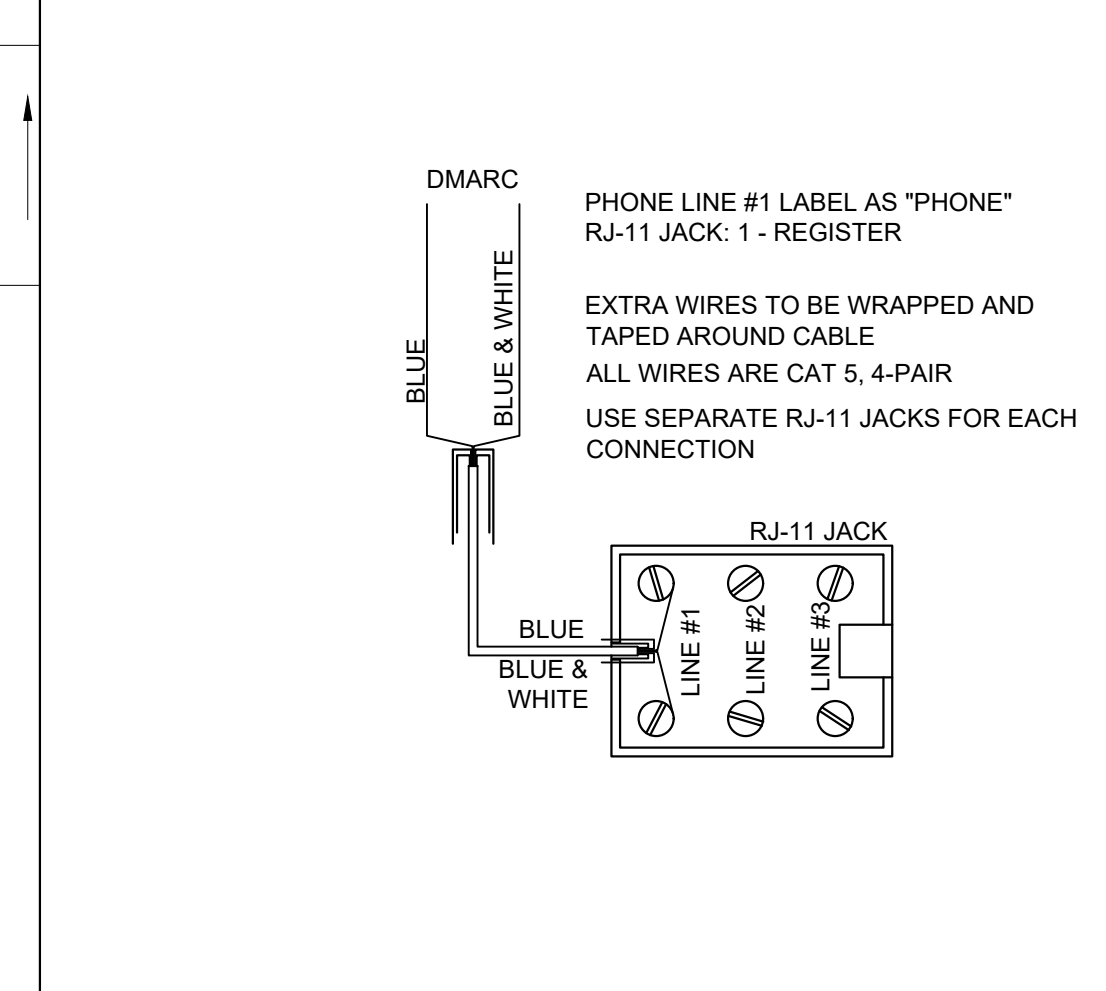 DMARC
PHONE LINE #1 LABEL AS "PHONE"
RJ-11 JACK: 1 - REGISTER
BLUE
BLUE & WHITE
EXTRA WIRES TO BE WRAPPED AND
TAPED AROUND CABLE
ALL WIRES ARE CAT 5, 4-PAIR
USE SEPARATE RJ-11 JACKS FOR EACH
CONNECTION
RJ-11 JACK
BLUE
BLUE &
WHITE
LINE #1
LINE #2
LINE #3